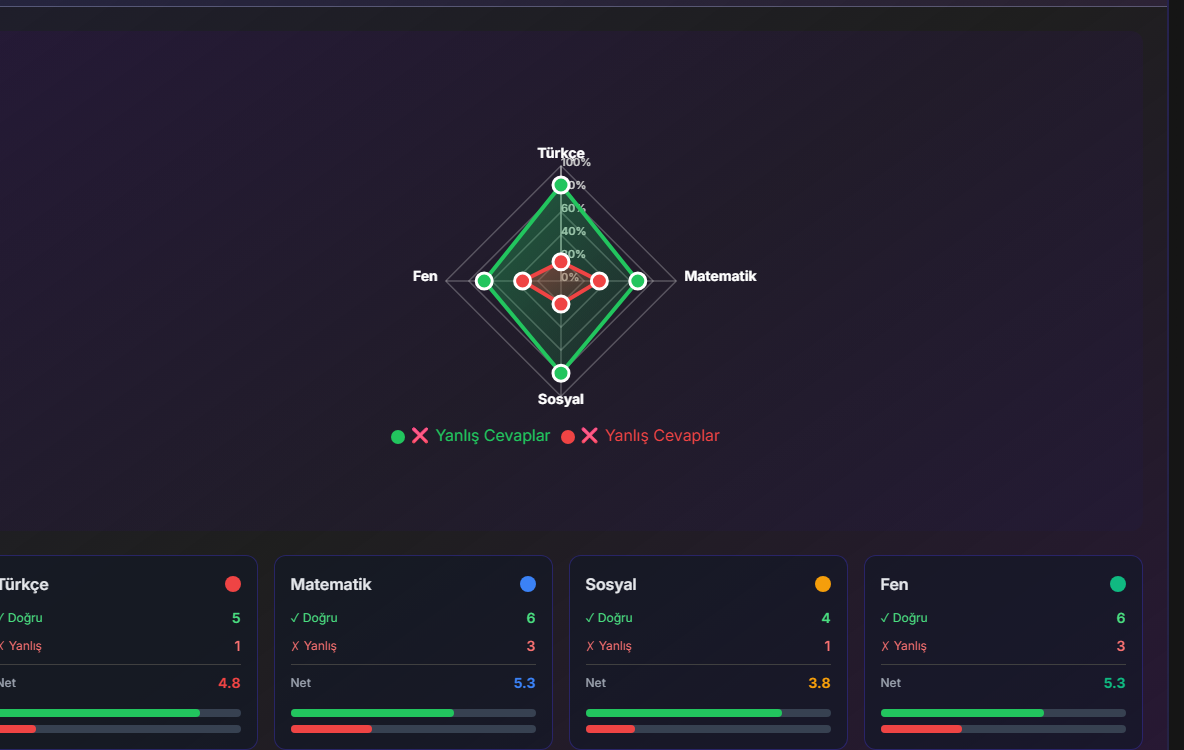 Türkçe
100%
80%
60%
40%
20%
0%
Fen
Matematik
Sosyal
❌ Yanlış Cevaplar ❌ Yanlış Cevaplar
Türkçe
✓ Doğru 5
✗ Yanlış 1
Net 4.8
Matematik
✓ Doğru 6
✗ Yanlış 3
Net 5.3
Sosyal
✓ Doğru 4
✗ Yanlış 1
Net 3.8
Fen
✓ Doğru 6
✗ Yanlış 3
Net 5.3